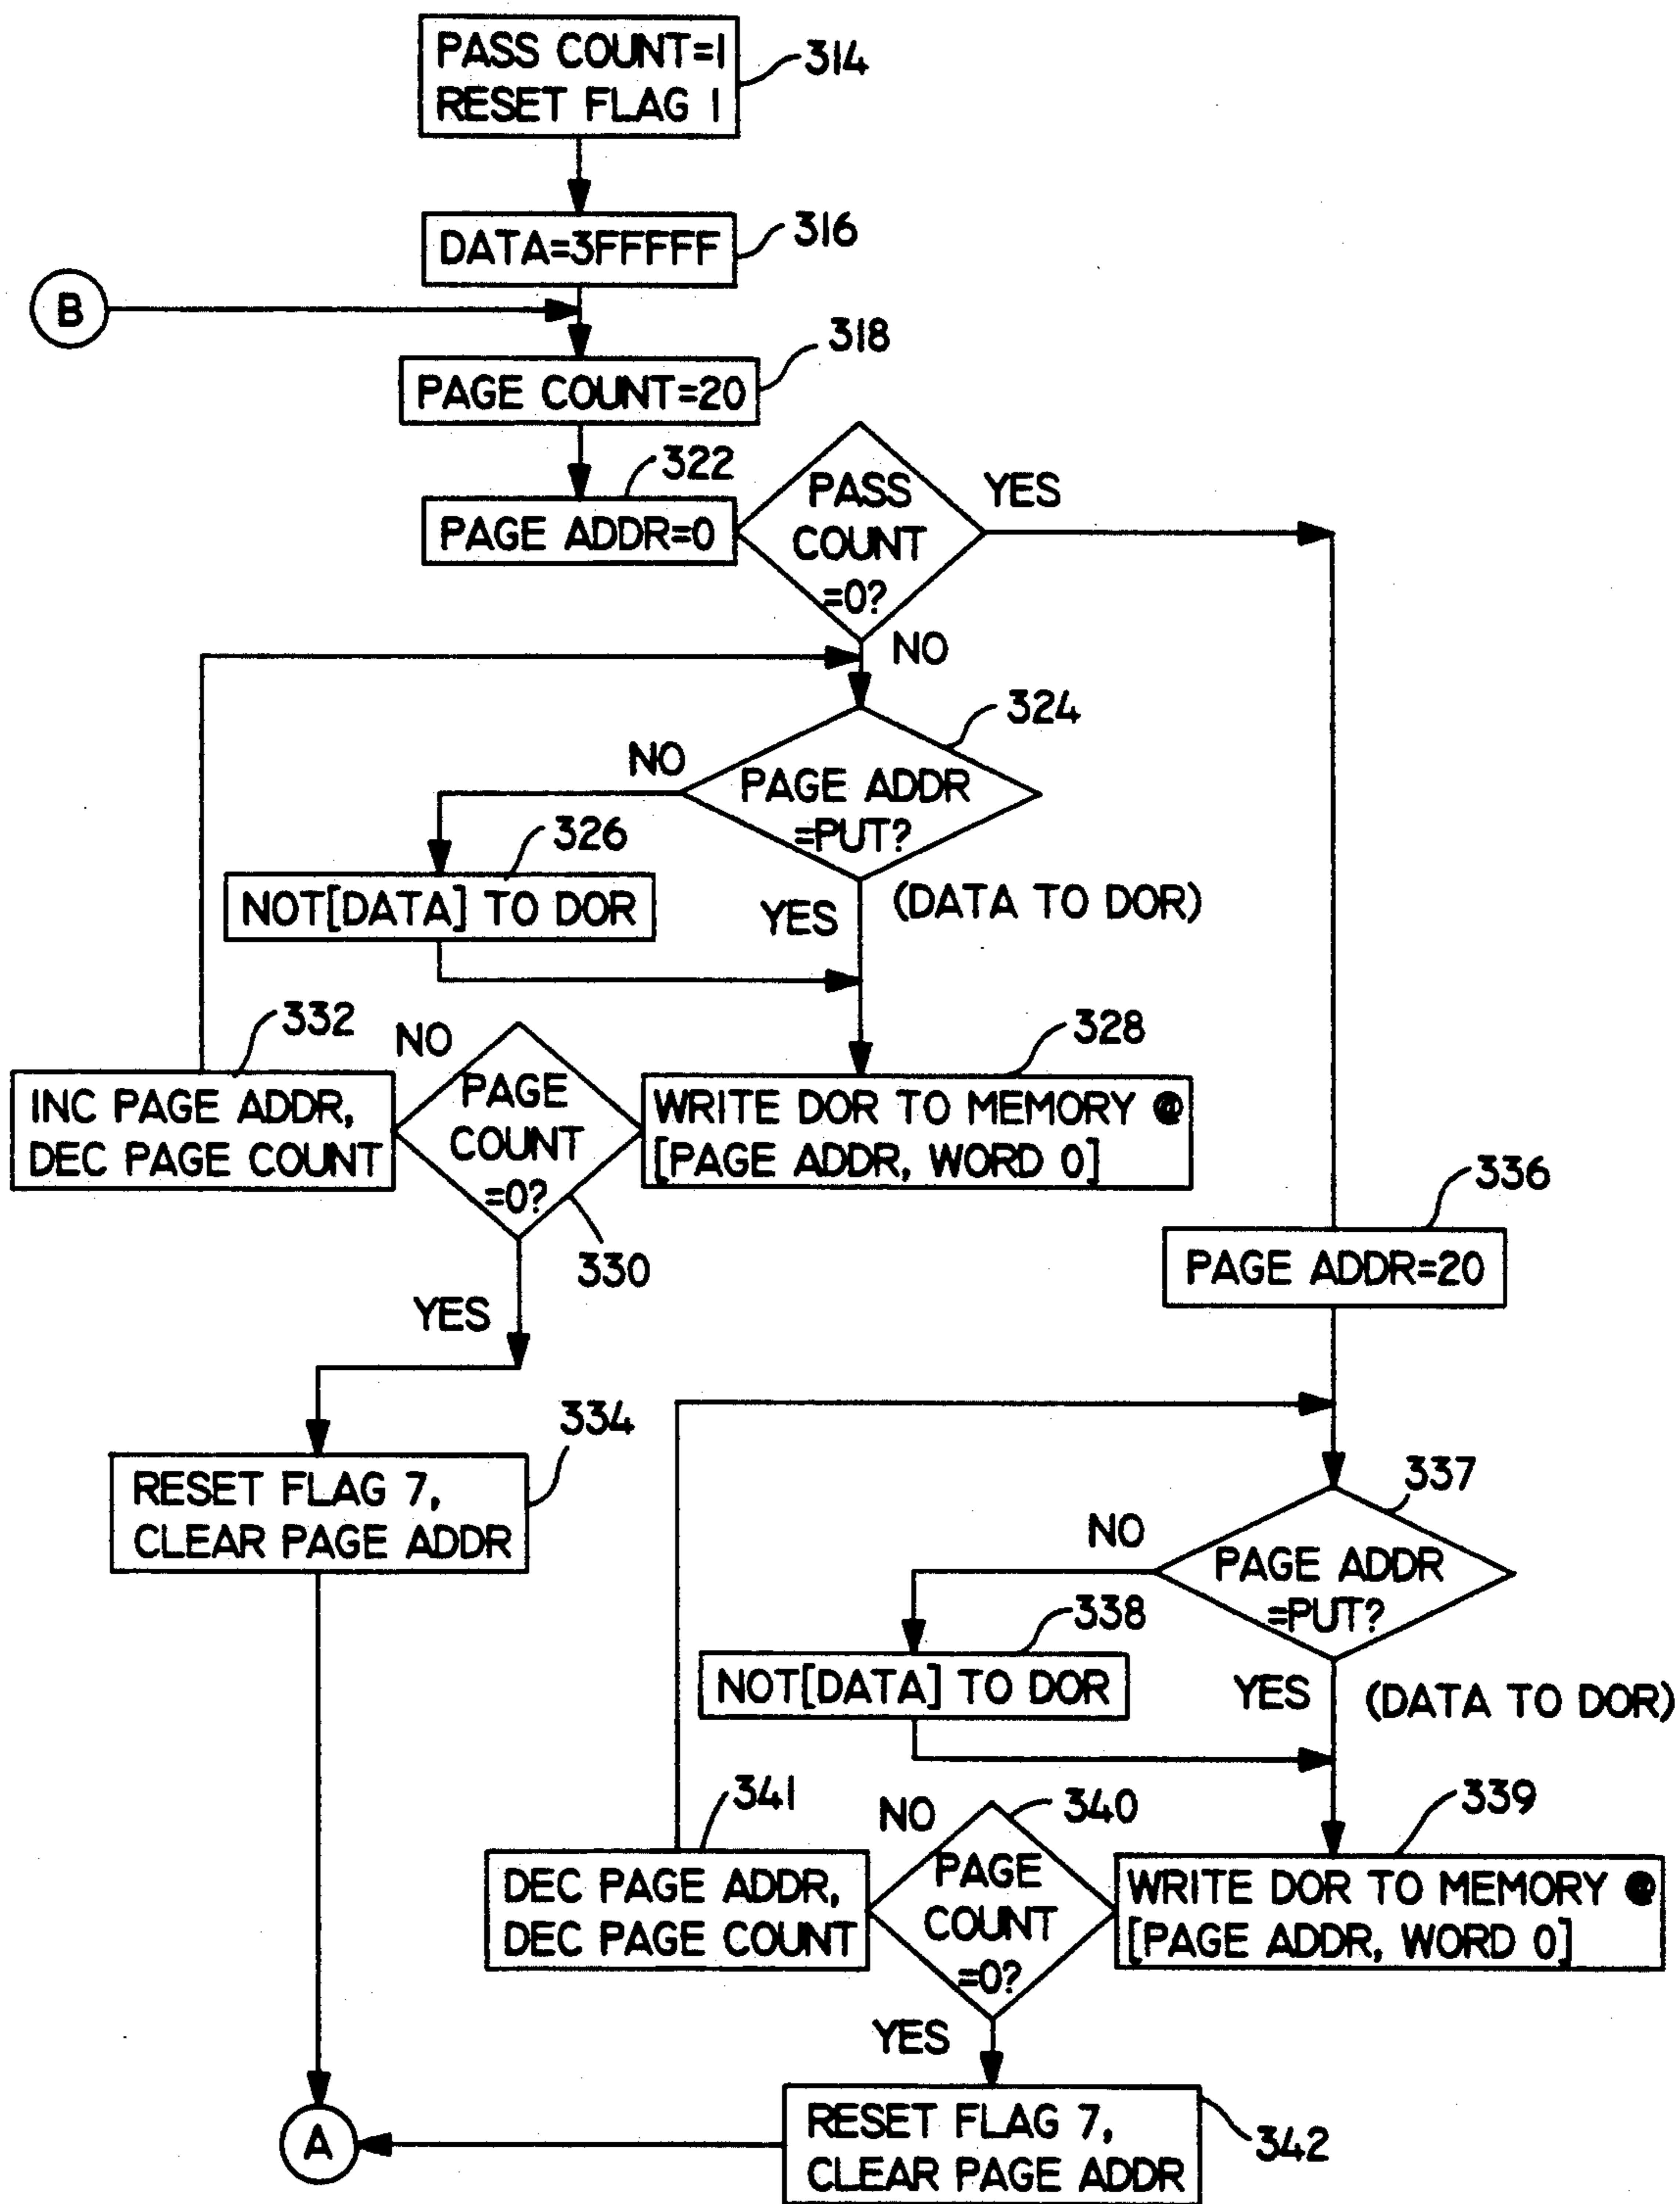 PASS COUNT=1
RESET FLAG 1
314
DATA=3FFFFF
316
B
318
PAGE COUNT=20
322
PAGE ADDR=0
PASS
COUNT
=0?
YES
NO
324
NO
PAGE ADDR
=PUT?
326
NOT[DATA] TO DOR
YES
(DATA TO DOR)
332
NO
328
INC PAGE ADDR,
DEC PAGE COUNT
PAGE
COUNT
=0?
WRITE DOR TO MEMORY @
[PAGE ADDR, WORD 0]
330
336
PAGE ADDR=20
YES
334
RESET FLAG 7,
CLEAR PAGE ADDR
337
NO
PAGE ADDR
=PUT?
338
NOT[DATA] TO DOR
YES
(DATA TO DOR)
341
NO
340
339
DEC PAGE ADDR,
DEC PAGE COUNT
PAGE
COUNT
=0?
WRITE DOR TO MEMORY @
[PAGE ADDR, WORD 0]
YES
A
RESET FLAG 7,
CLEAR PAGE ADDR
342